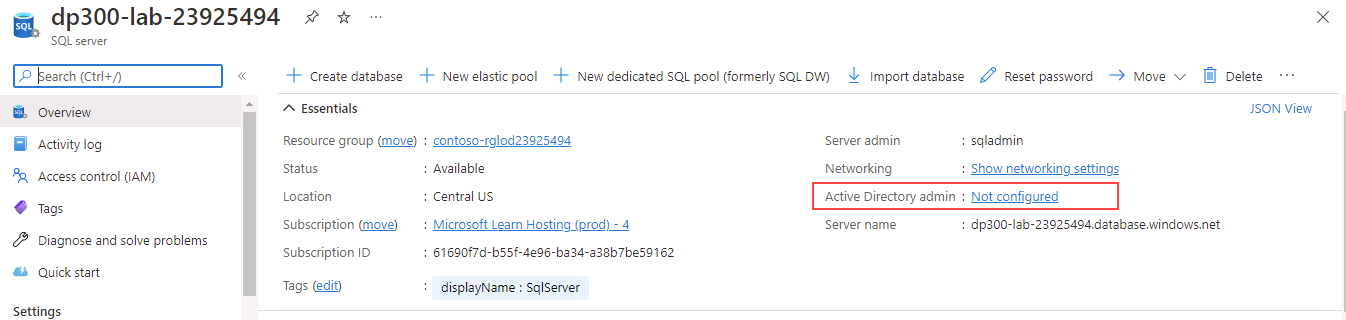 dp300-lab-23925494
SQL server
Search (Ctrl+/)
Overview
Activity log
Access control (IAM)
Tags
Diagnose and solve problems
Quick start
Settings
Create database
New elastic pool
New dedicated SQL pool (formerly SQL DW)
Import database
Reset password
Move
Delete
Essentials
JSON View
Resource group (move) : contoso-rglod23925494
Status : Available
Location : Central US
Subscription (move) : Microsoft Learn Hosting (prod) - 4
Subscription ID : 61690f7d-b55f-4e96-ba34-a38b7be59162
Tags (edit) : displayName : SqlServer
Server admin : sqladmin
Networking : Show networking settings
Active Directory admin : Not configured
Server name : dp300-lab-23925494.database.windows.net